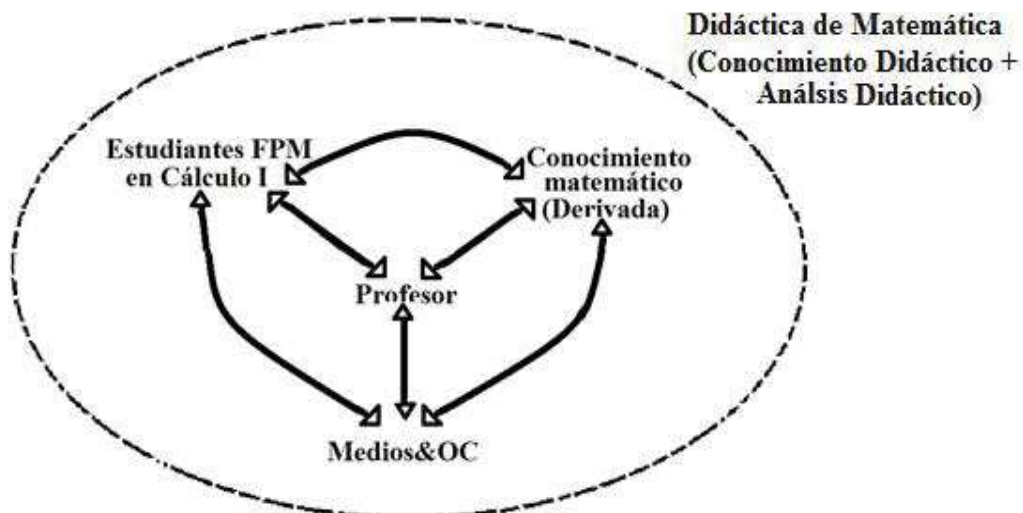 Didáctica de Matemática
(Conocimiento Didáctico +
Análsis Didáctico)
Estudiantes FPM
en Cálculo I
Conocimiento
matemático
(Derivada)
Profesor
Medios&OC